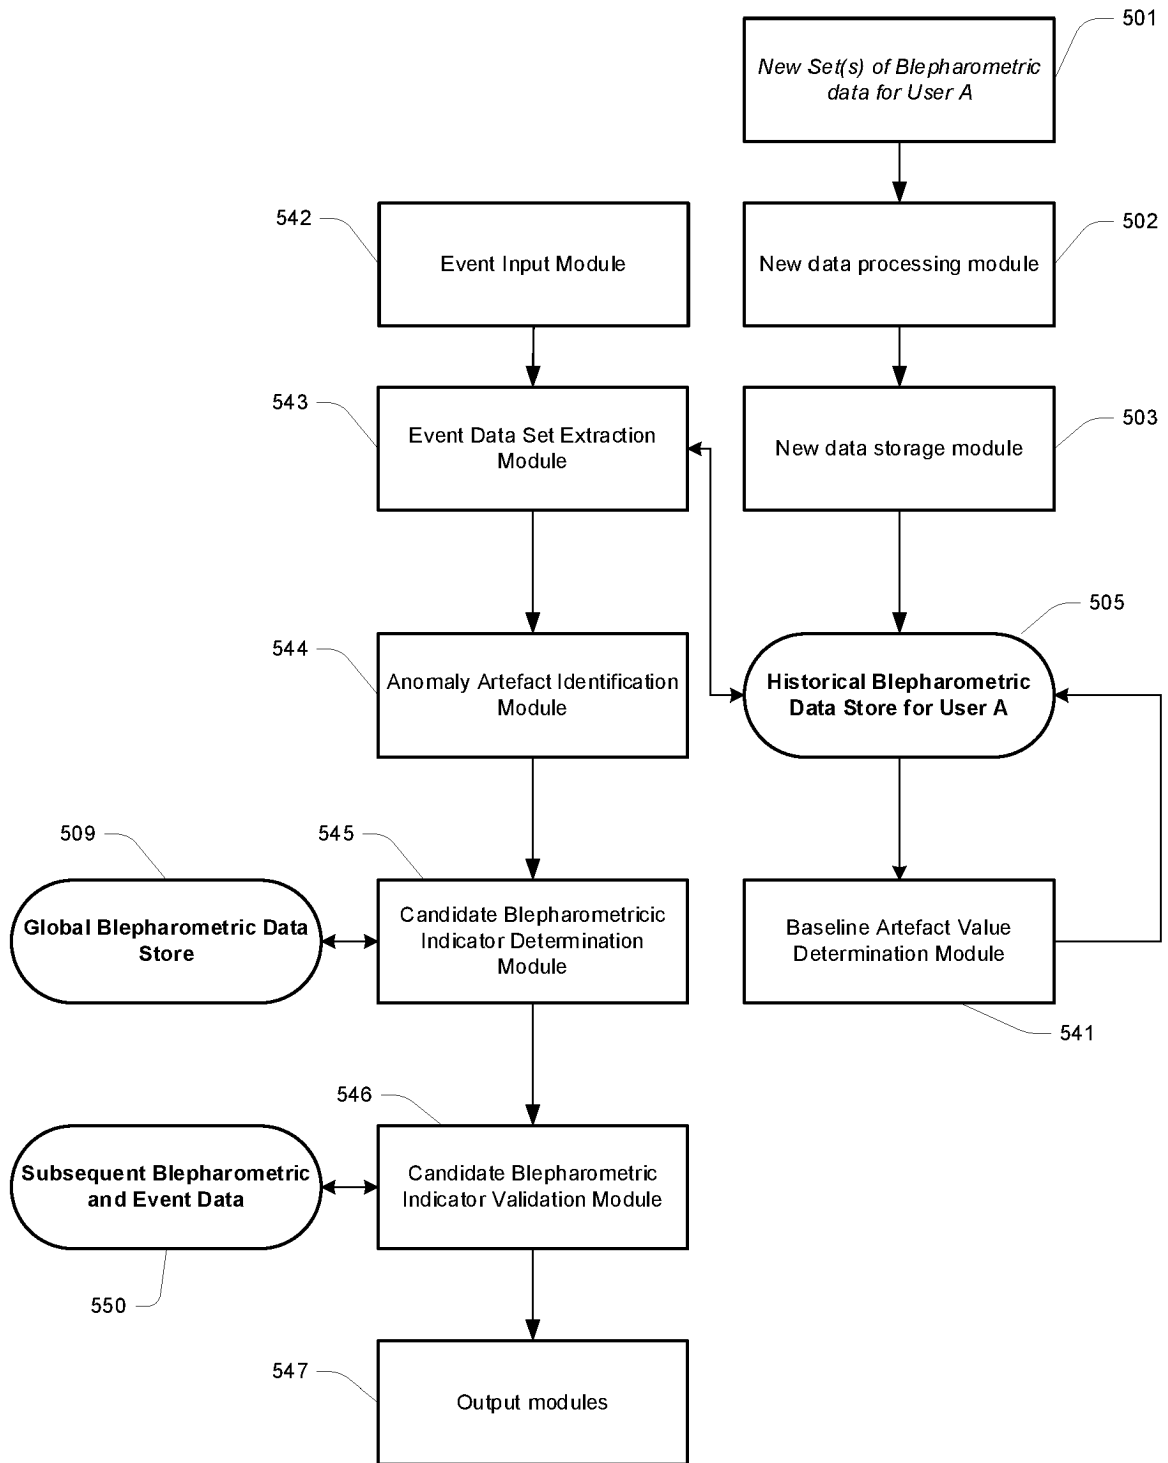 501
New Set(s) of Blepharometric
data for User A
542
Event Input Module
502
New data processing module
543
Event Data Set Extraction
Module
503
New data storage module
505
Historical Blepharometric
Data Store for User A
544
Anomaly Artefact Identification
Module
509
Global Blepharometric Data
Store
545
Candidate Blepharometricic
Indicator Determination
Module
Baseline Artefact Value
Determination Module
541
546
Subsequent Blepharometric
and Event Data
Candidate Blepharometric
Indicator Validation Module
550
547
Output modules